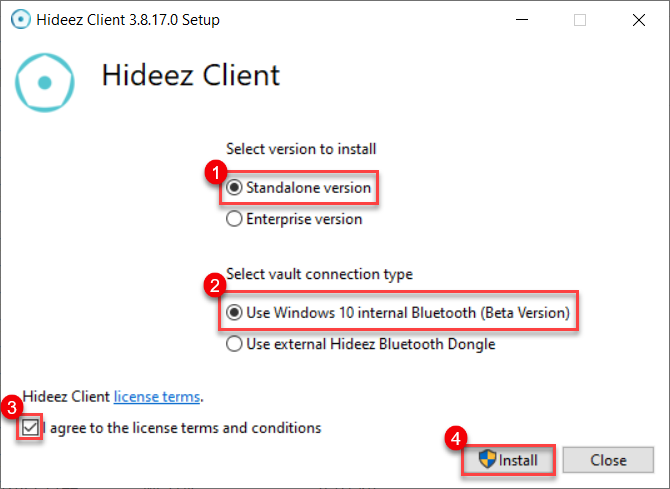 Hideez Client 3.8.17.0 Setup
Hideez Client
Select version to install
1
Standalone version
Enterprise version
Select vault connection type
2
Use Windows 10 internal Bluetooth (Beta Version)
Use external Hideez Bluetooth Dongle
Hideez Client license terms.
3
I agree to the license terms and conditions
4
Install
Close